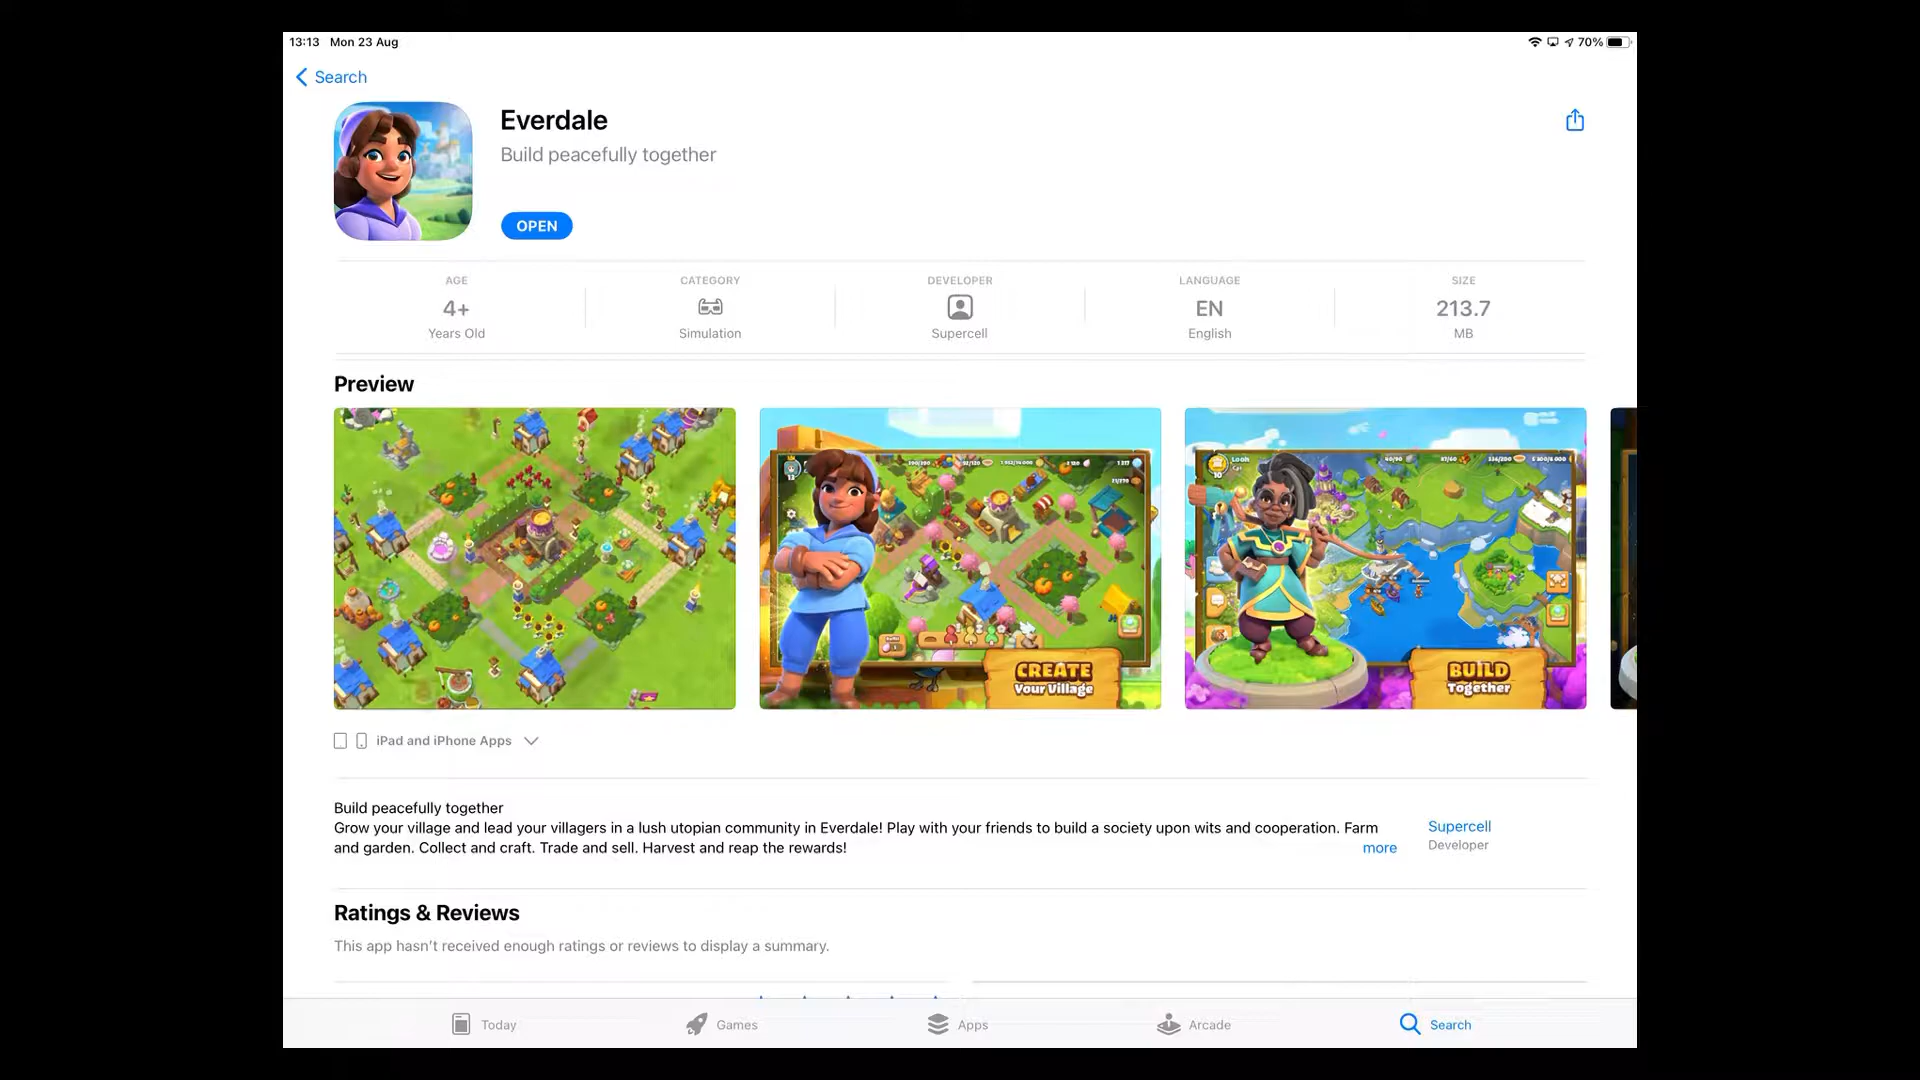 13:13 Mon 23 Aug
70%
Search
Everdale
Build peacefully together
OPEN
AGE
4+
Years Old
CATEGORY
Simulation
DEVELOPER
Supercell
LANGUAGE
EN
English
SIZE
213.7
MB
Preview
CREATE
Your Village
BUILD
Together
iPad and iPhone Apps
Build peacefully together
Grow your village and lead your villagers in a lush utopian community in Everdale! Play with your friends to build a society upon wits and cooperation. Farm
and garden. Collect and craft. Trade and sell. Harvest and reap the rewards!
more
Supercell
Developer
Ratings & Reviews
This app hasn't received enough ratings or reviews to display a summary.
Today
Games
Apps
Arcade
Search